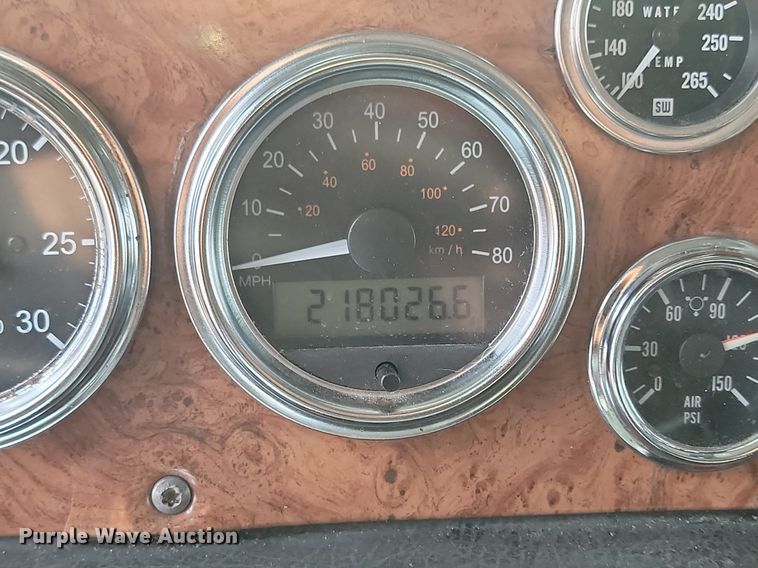 180 WATE 240
140 250
100 TEMP 265
SW
20
25
30
0 10 20 30 40 50 60 70 80
20 40 60 80 100 120
km / h
MPH
218026.6
0 30 60 90 150
AIR
PSI
Purple Wave Auction